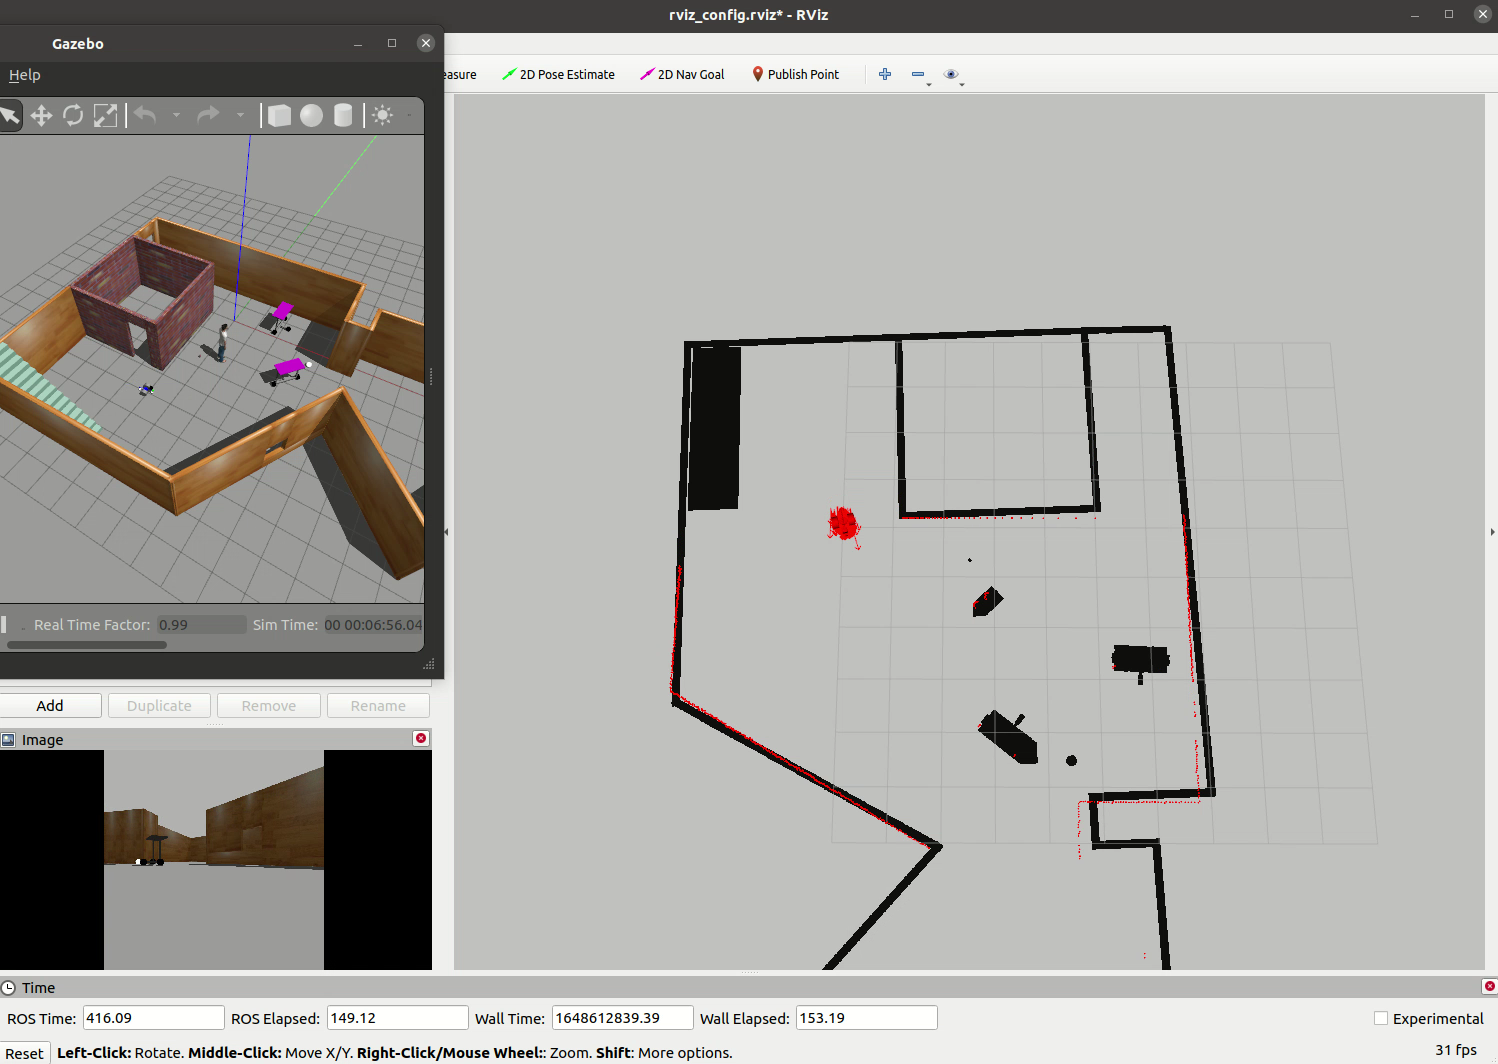 rviz_config.rviz* - RViz
Gazebo
Help
easure
2D Pose Estimate
2D Nav Goal
Publish Point
Real Time Factor:
0.99
Sim Time:
00 00:06:56.04
Add
Duplicate
Remove
Rename
Image
Time
ROS Time:
416.09
ROS Elapsed:
149.12
Wall Time:
1648612839.39
Wall Elapsed:
153.19
Experimental
Reset
Left-Click: Rotate. Middle-Click: Move X/Y. Right-Click/Mouse Wheel:: Zoom. Shift: More options.
31 fps